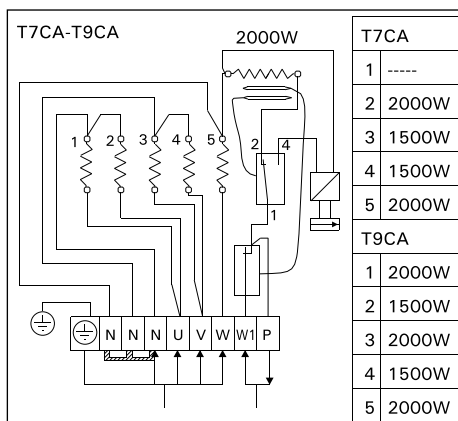 T7CA-T9CA
2000W
1 2 3 4 5
2 4
1
N N N U V W W1 P
T7CA
1 -----
2 2000W
3 1500W
4 1500W
5 2000W
T9CA
1 2000W
2 1500W
3 2000W
4 1500W
5 2000W